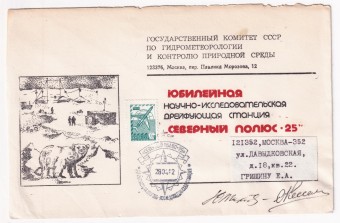 ГОСУДАРСТВЕННЫЙ КОМИТЕТ СССР
ПО ГИДРОМЕТЕОРОЛОГИИ
И КОНТРОЛЮ ПРИРОДНОЙ СРЕДЫ
123376, Москва, пер. Павлика Морозова, 12
ЮБИЛЕЙНАЯ
НАУЧНО-ИССЛЕДОВАТЕЛЬСКАЯ
ДРЕЙФУЮЩАЯ СТАНЦИЯ
"СЕВЕРНЫЙ ПОЛЮС-25"
121352, МОСКВА-352
ул.ДАВЫДКОВСКАЯ,
д.18,кв.22,
ГРИШИНУ Е.А.